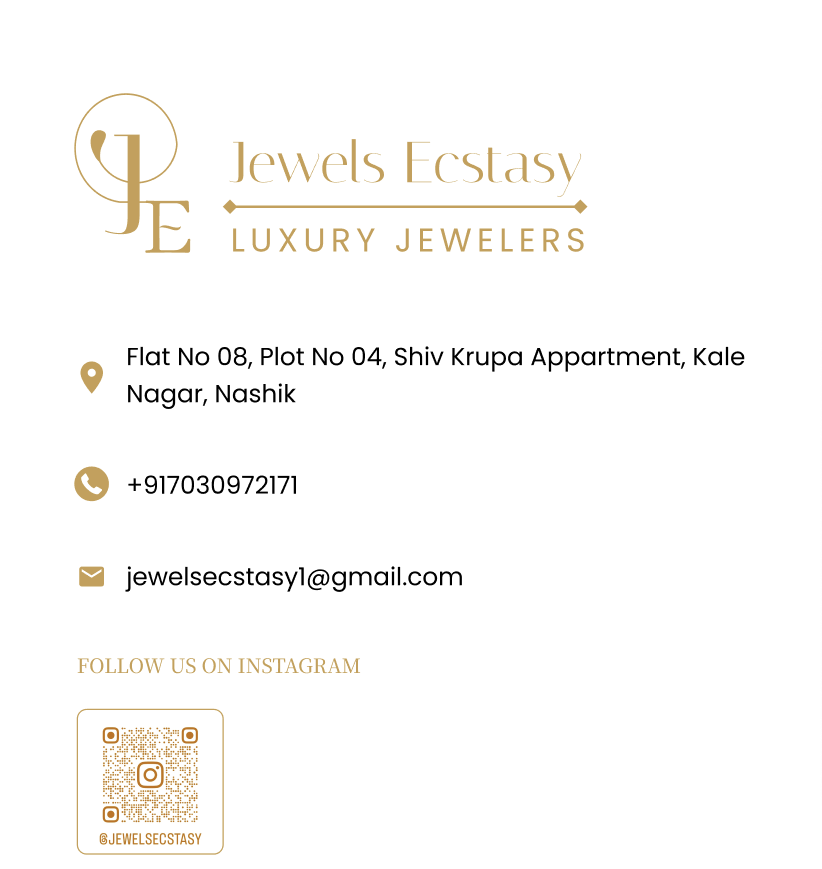 JE
Jewels Ecstasy
LUXURY JEWELERS
Flat No 08, Plot No 04, Shiv Krupa Appartment, Kale
Nagar, Nashik
+917030972171
jewelsecstasy1@gmail.com
FOLLOW US ON INSTAGRAM
@JEWELSECSTASY